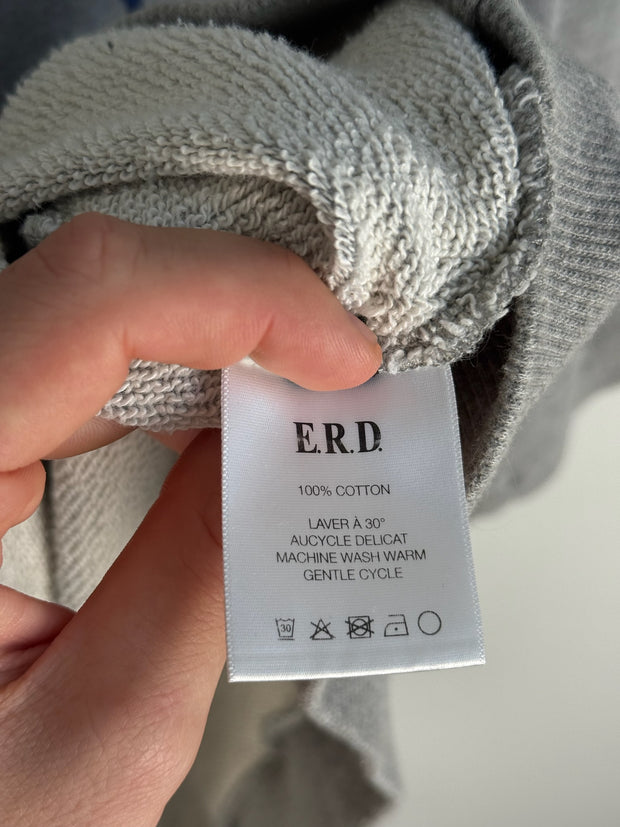 E.R.D.
100% COTTON
LAVER À 30°
AUCYCLE DELICAT
MACHINE WASH WARM
GENTLE CYCLE
30